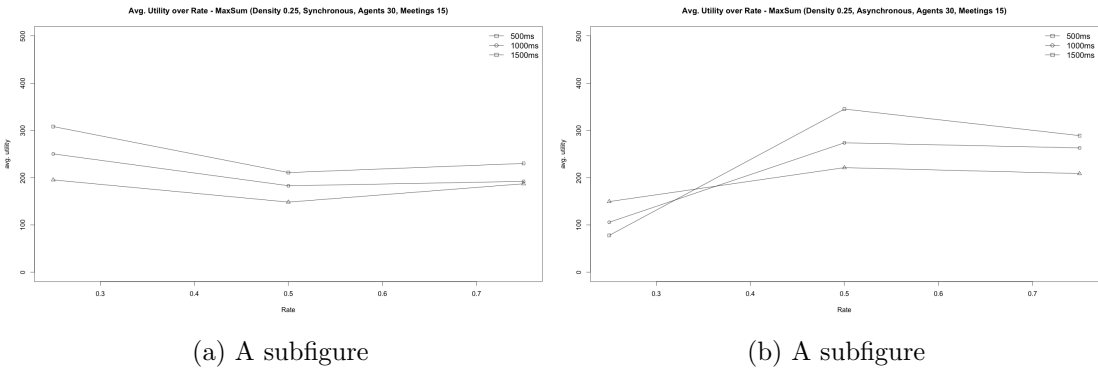 Avg. Utility over Rate - MaxSum (Density 0.25, Synchronous, Agents 30, Meetings 15)
500ms
1000ms
1500ms
avg. utility
500
400
300
200
100
0
0.3 0.4 0.5 0.6 0.7
Rate
(a) A subfigure
Avg. Utility over Rate - MaxSum (Density 0.25, Asynchronous, Agents 30, Meetings 15)
500ms
1000ms
1500ms
avg. utility
500
400
300
200
100
0
0.3 0.4 0.5 0.6 0.7
Rate
(b) A subfigure